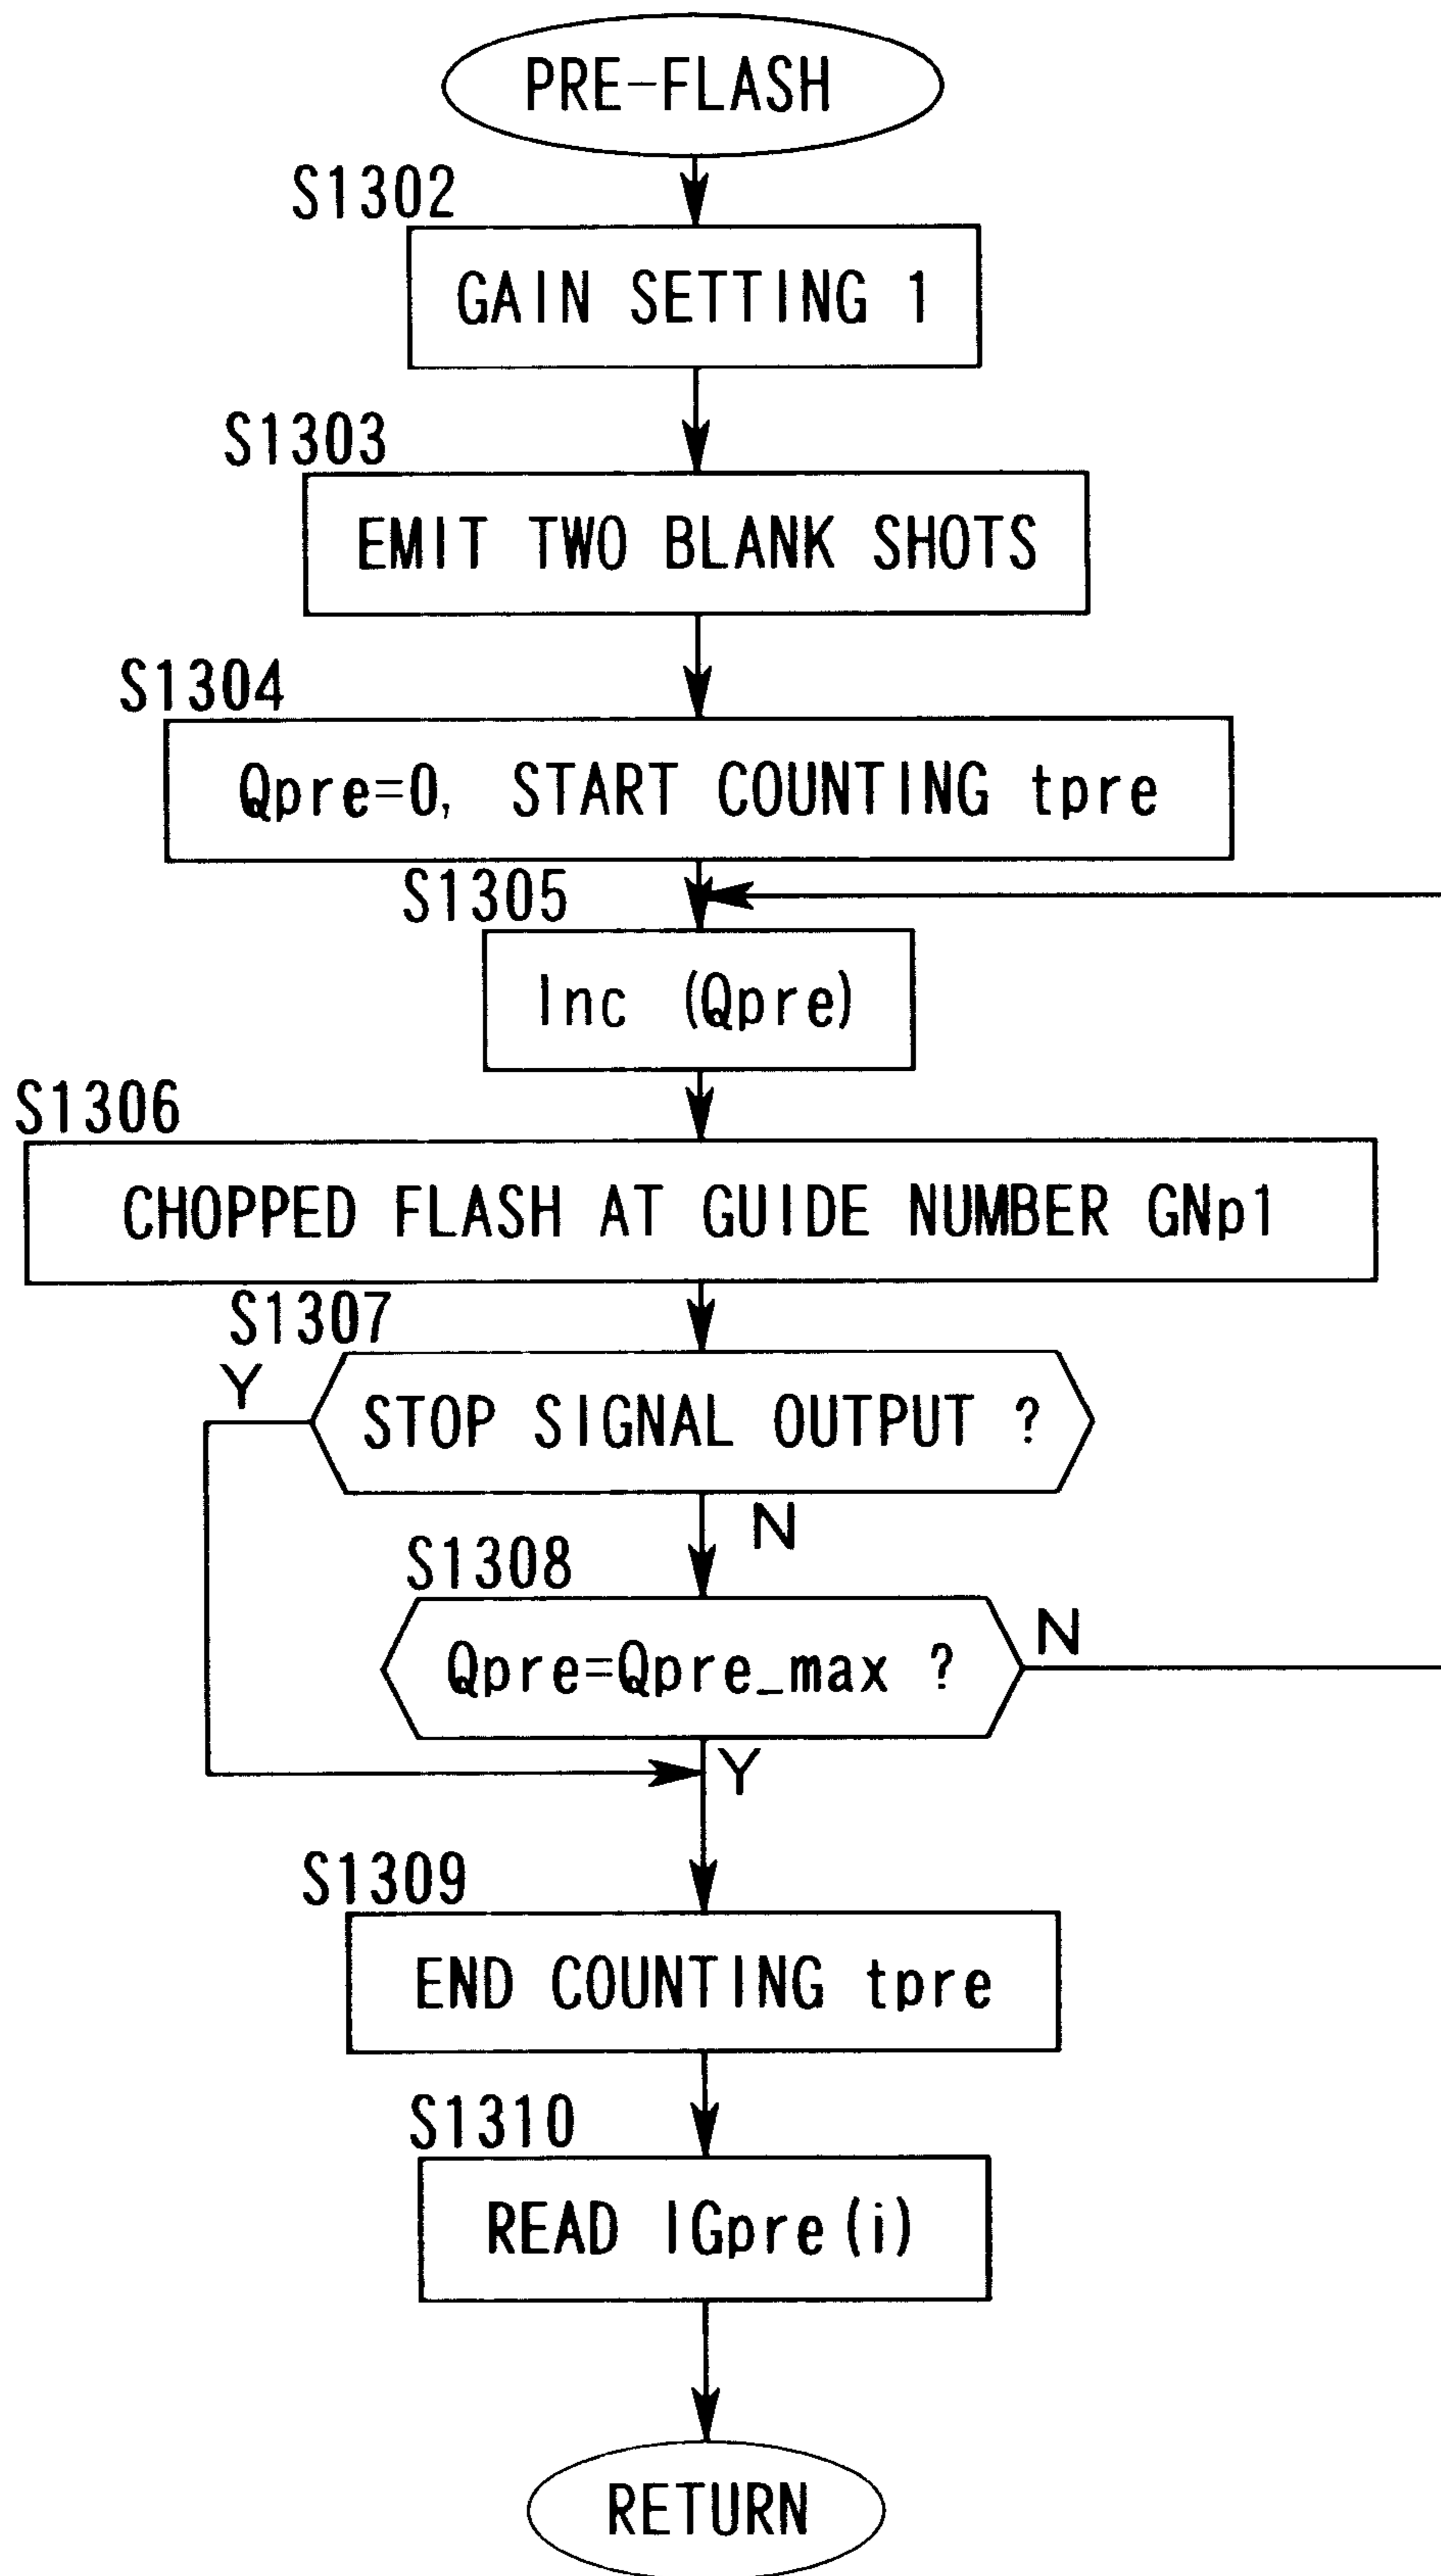 PRE-FLASH
S1302
GAIN SETTING 1
S1303
EMIT TWO BLANK SHOTS
S1304
Qpre=0, START COUNTING tpre
S1305
Inc (Qpre)
S1306
CHOPPED FLASH AT GUIDE NUMBER GNp1
S1307
Y
STOP SIGNAL OUTPUT ?
N
S1308
N
Qpre=Qpre_max ?
Y
S1309
END COUNTING tpre
S1310
READ IGpre(i)
RETURN